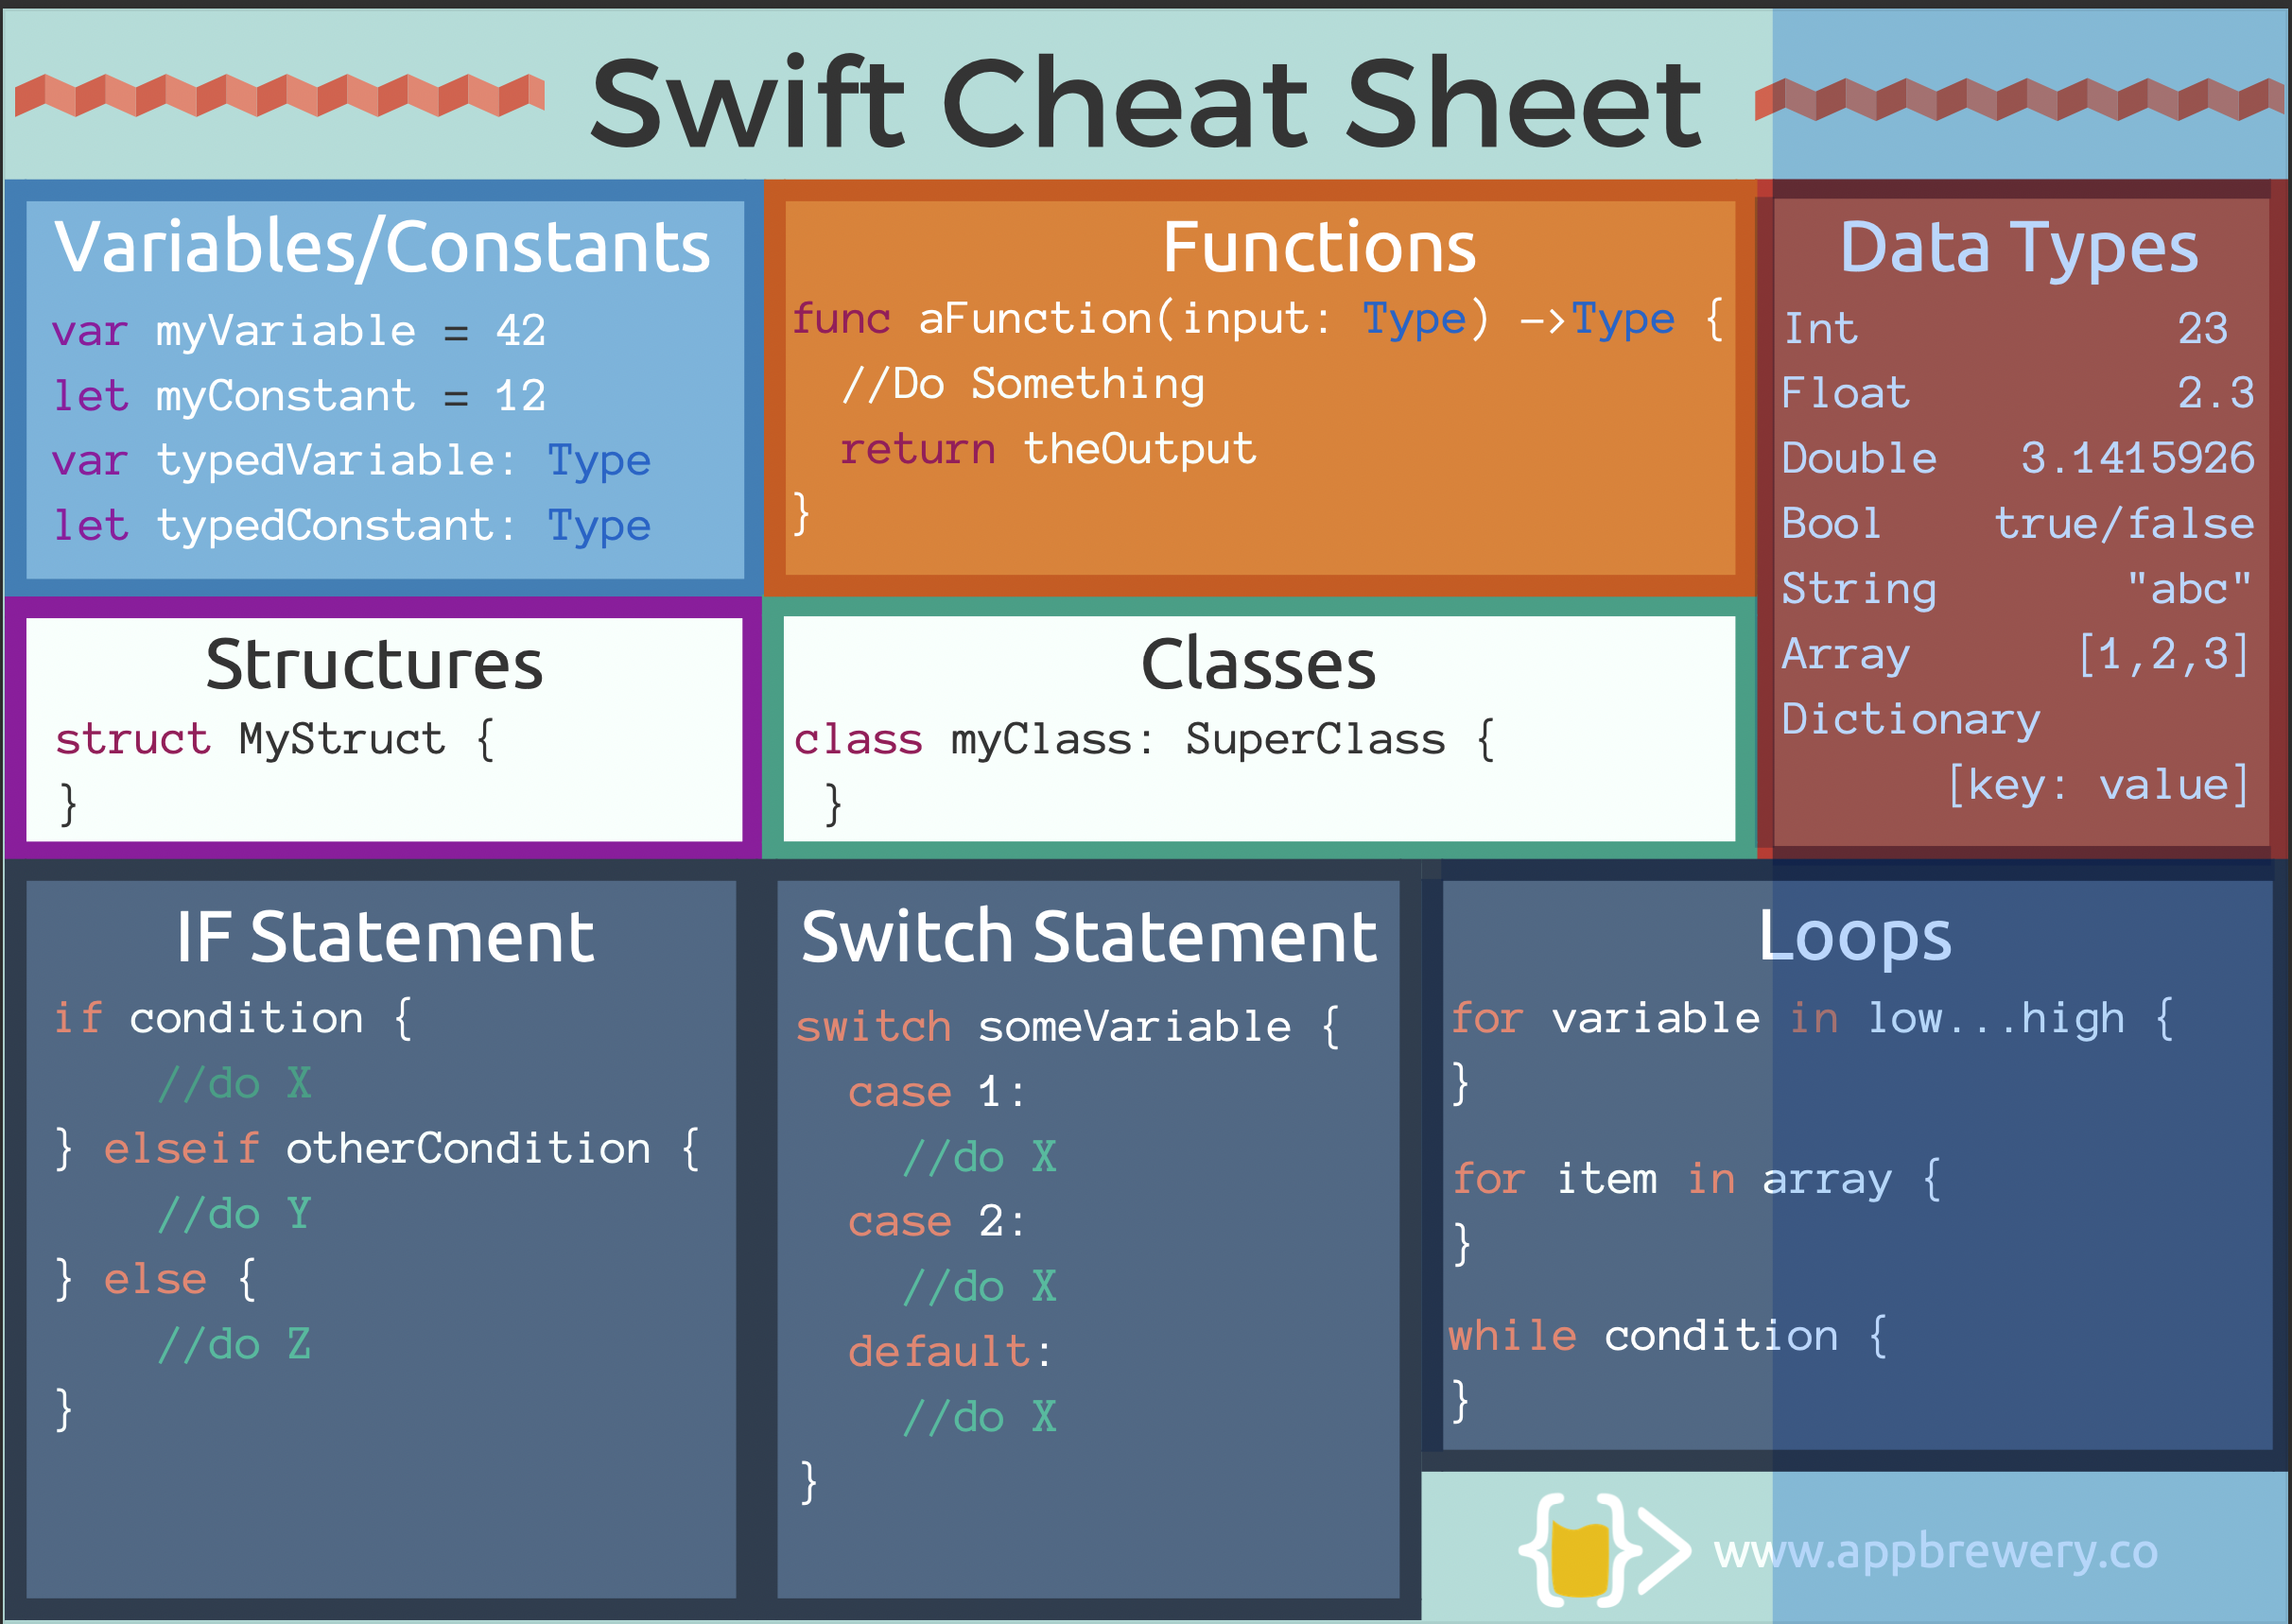 Swift Cheat Sheet
Variables/Constants
var myVariable = 42
let myConstant = 12
var typedVariable: Type
let typedConstant: Type
Functions
func aFunction(input: Type) ->Type {
//Do Something
return theOutput
}
Data Types
Int 23
Float 2.3
Double 3.1415926
Bool true/false
String "abc"
Array [1,2,3]
Dictionary
[key: value]
Structures
struct MyStruct {
}
Classes
class myClass: SuperClass {
}
IF Statement
if condition {
//do X
} elseif otherCondition {
//do Y
} else {
//do Z
}
Switch Statement
switch someVariable {
case 1:
//do X
case 2:
//do X
default:
//do X
}
Loops
for variable in low...high {
}
for item in array {
}
while condition {
}
{}> www.appbrewery.co